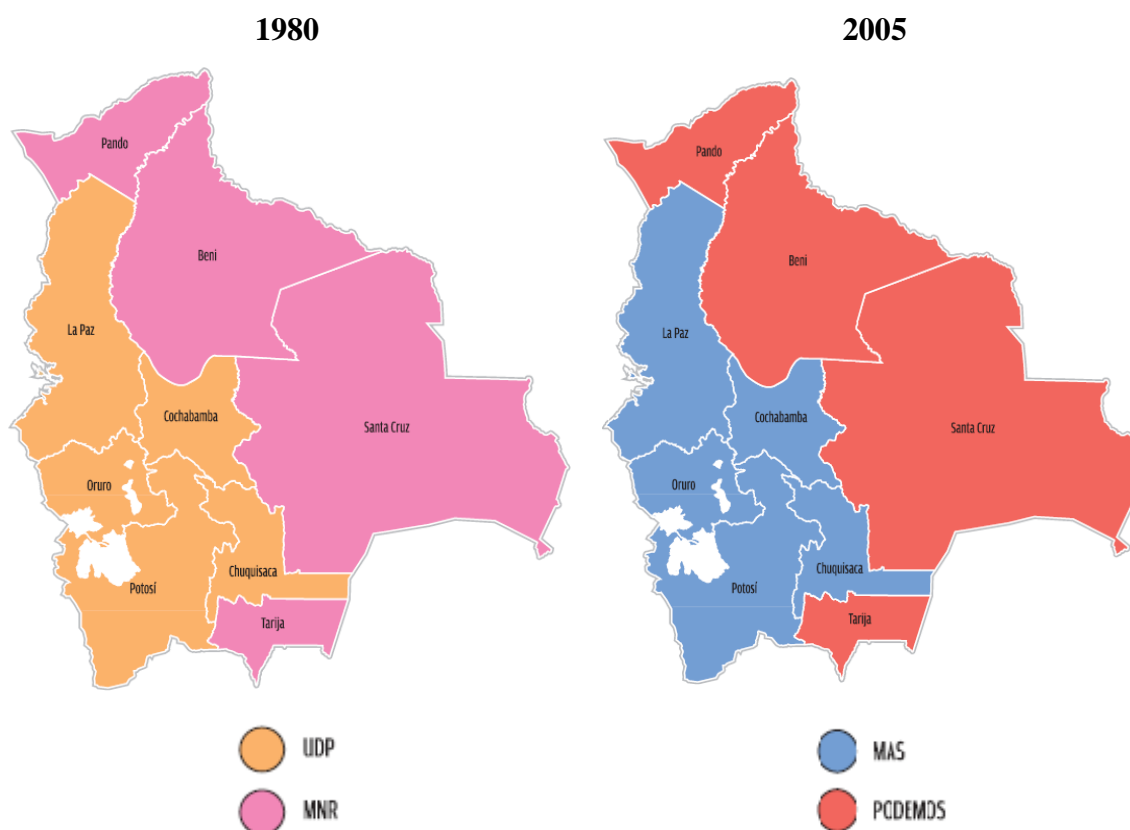 1980
Pando
Beni
La Paz
Cochabamba
Santa Cruz
Oruro
Chuquisaca
Potosí
Tarija
UDP
MNR
2005
Pando
Beni
La Paz
Cochabamba
Santa Cruz
Oruro
Chuquisaca
Potosí
Tarija
MAS
PODEMOS